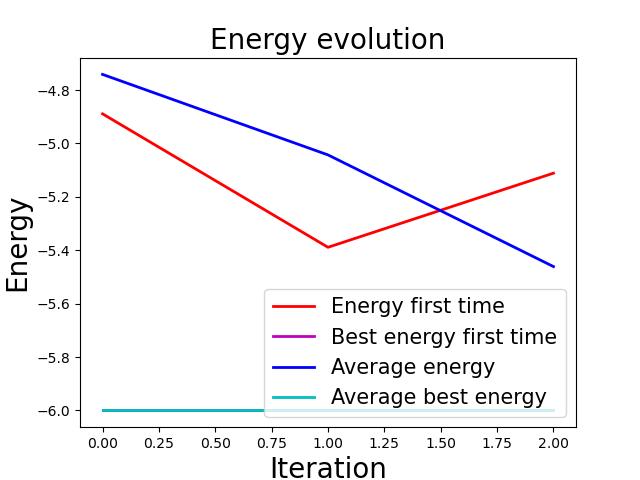 Energy evolution
−4.8
−5.0
−5.2
−5.4
−5.6
−5.8
−6.0
Energy
Energy first time
Best energy first time
Average energy
Average best energy
0.00 0.25 0.50 0.75 1.00 1.25 1.50 1.75 2.00
Iteration